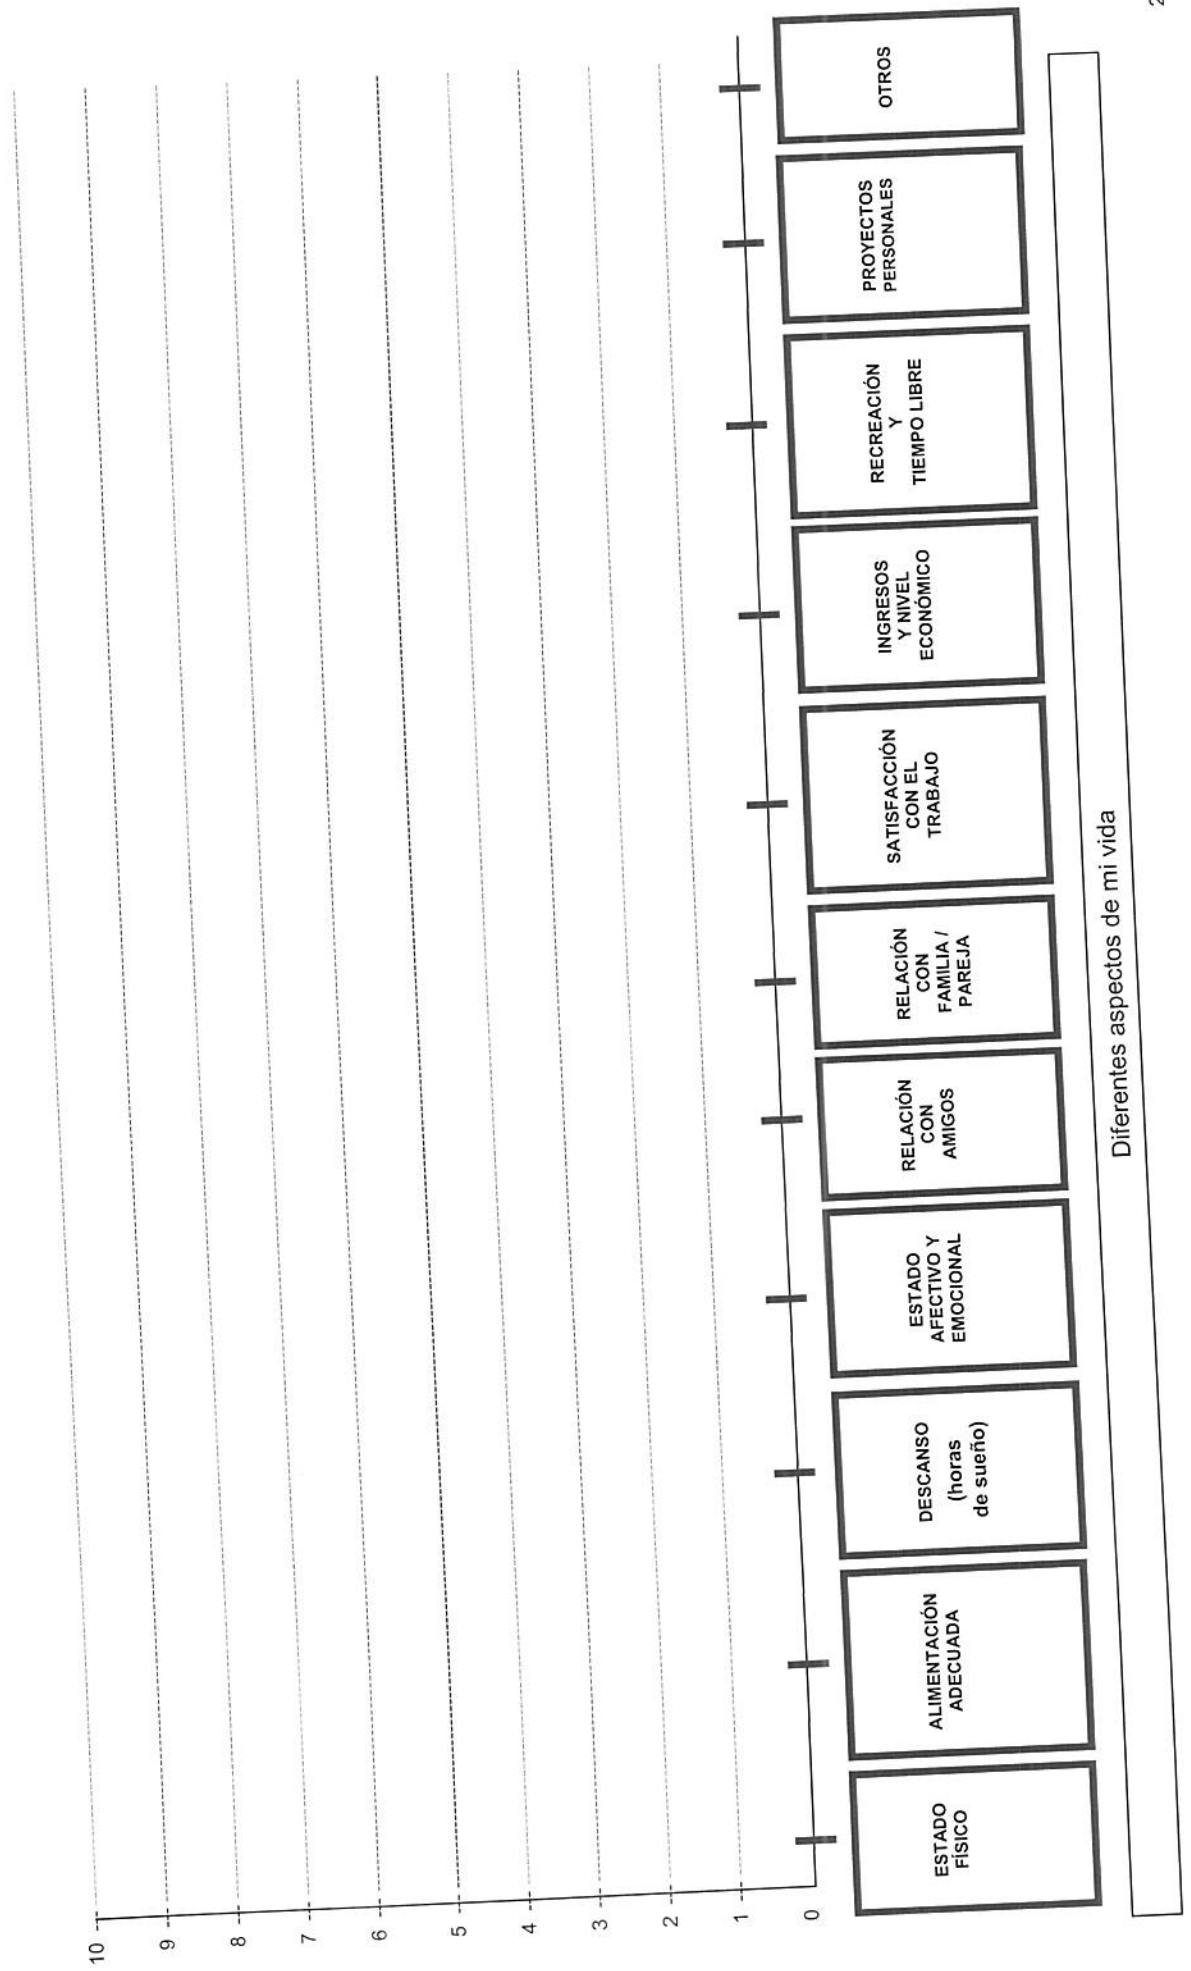 10
9
8
7
6
5
4
3
2
1
0
ESTADO
FÍSICO
ALIMENTACIÓN
ADECUADA
DESCANSO
(horas
de sueño)
ESTADO
AFECTIVO Y
EMOCIONAL
RELACIÓN
CON
AMIGOS
RELACIÓN
CON
FAMILIA /
PAREJA
SATISFACCIÓN
CON EL
TRABAJO
INGRESOS
Y NIVEL
ECONÓMICO
RECREACIÓN
Y
TIEMPO LIBRE
PROYECTOS
PERSONALES
OTROS
Diferentes aspectos de mi vida